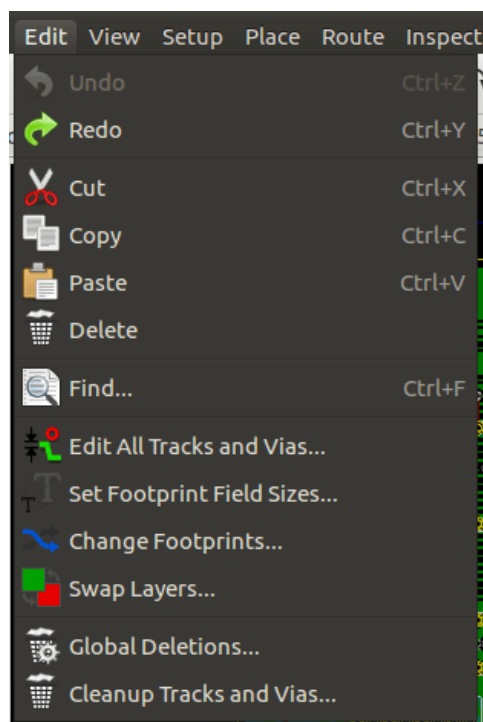 Edit View Setup Place Route Inspect
Undo Ctrl+Z
Redo Ctrl+Y
Cut Ctrl+X
Copy Ctrl+C
Paste Ctrl+V
Delete
Find... Ctrl+F
Edit All Tracks and Vias...
Set Footprint Field Sizes...
Change Footprints...
Swap Layers...
Global Deletions...
Cleanup Tracks and Vias...